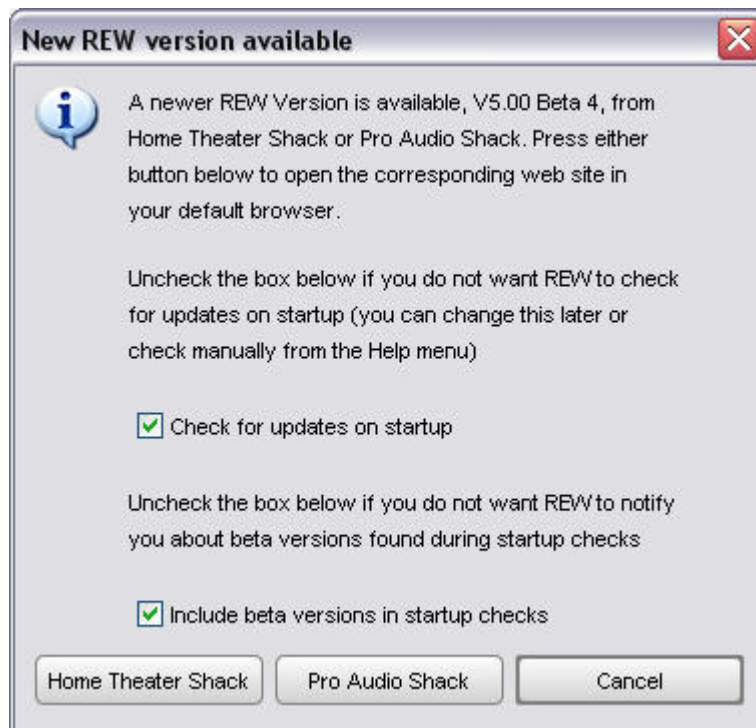 New REW version available
A newer REW Version is available, V5.00 Beta 4, from
Home Theater Shack or Pro Audio Shack. Press either
button below to open the corresponding web site in
your default browser.
Uncheck the box below if you do not want REW to check
for updates on startup (you can change this later or
check manually from the Help menu)
Check for updates on startup
Uncheck the box below if you do not want REW to notify
you about beta versions found during startup checks
Include beta versions in startup checks
Home Theater Shack
Pro Audio Shack
Cancel